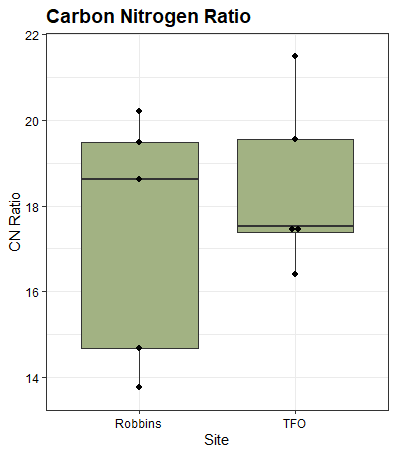 Carbon Nitrogen Ratio
22
20
18
16
14
CN Ratio
Robbins TFO
Site